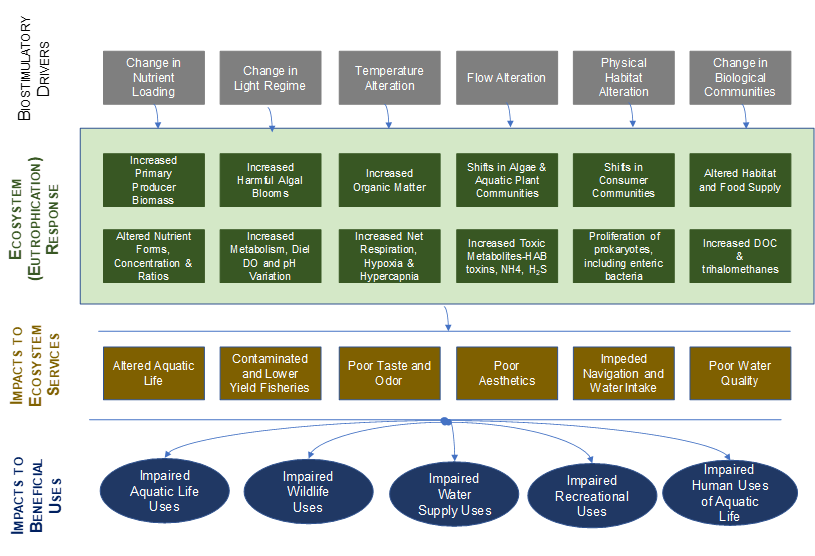 BIOSTIMULATORY
DRIVERS
Change in
Nutrient
Loading
Change in
Light Regime
Temperature
Alteration
Flow Alteration
Physical
Habitat
Alteration
Change in
Biological
Communities
ECOSYSTEM
(EUTROPHICATION)
RESPONSE
Increased
Primary
Producer
Biomass
Increased
Harmful Algal
Blooms
Increased
Organic Matter
Shifts in Algae &
Aquatic Plant
Communities
Shifts in
Consumer
Communities
Altered Habitat
and Food Supply
Altered Nutrient
Forms,
Concentration &
Ratios
Increased
Metabolism, Diel
DO and pH
Variation
Increased Net
Respiration,
Hypoxia &
Hypercapnia
Increased Toxic
Metabolites-HAB
toxins, NH4, H₂S
Proliferation of
prokaryotes,
including enteric
bacteria
Increased DOC
&
trihalomethanes
IMPACTS TO
ECOSYSTEM
SERVICES
Altered Aquatic
Life
Contaminated
and Lower
Yield Fisheries
Poor Taste and
Odor
Poor
Aesthetics
Impeded
Navigation and
Water Intake
Poor Water
Quality
IMPACTS TO
BENEFICIAL
USES
Impaired
Aquatic Life
Uses
Impaired
Wildlife
Uses
Impaired
Water
Supply Uses
Impaired
Recreational
Uses
Impaired
Human Uses
of Aquatic
Life